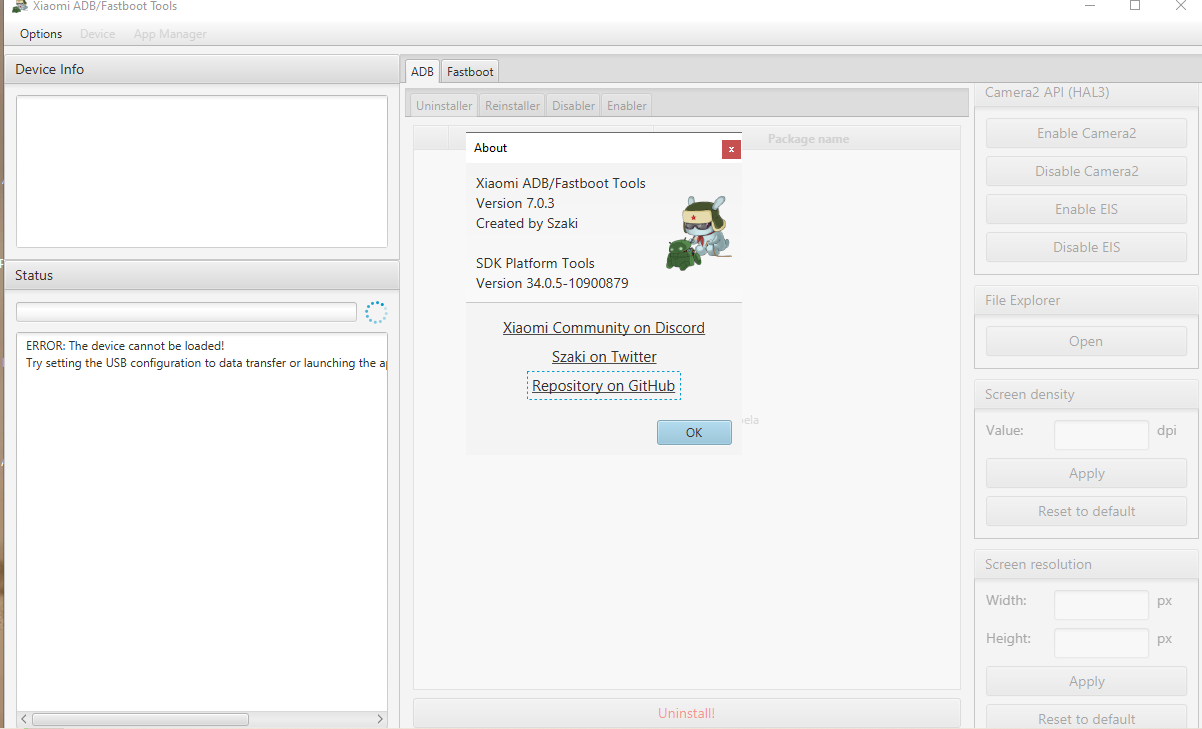 Xiaomi ADB/Fastboot Tools
Options Device App Manager
Device Info
Status
ERROR: The device cannot be loaded!
Try setting the USB configuration to data transfer or launching the
ADB Fastboot
Uninstaller Reinstaller Disabler Enabler
Package name
About
x
Xiaomi ADB/Fastboot Tools
Version 7.0.3
Created by Szaki
SDK Platform Tools
Version 34.0.5-10900879
Xiaomi Community on Discord
Szaki on Twitter
Repository on GitHub
OK
Uninstall!
Camera2 API (HAL3)
Enable Camera2
Disable Camera2
Enable EIS
Disable EIS
File Explorer
Open
Screen density
Value: dpi
Apply
Reset to default
Screen resolution
Width: px
Height: px
Apply
Reset to default